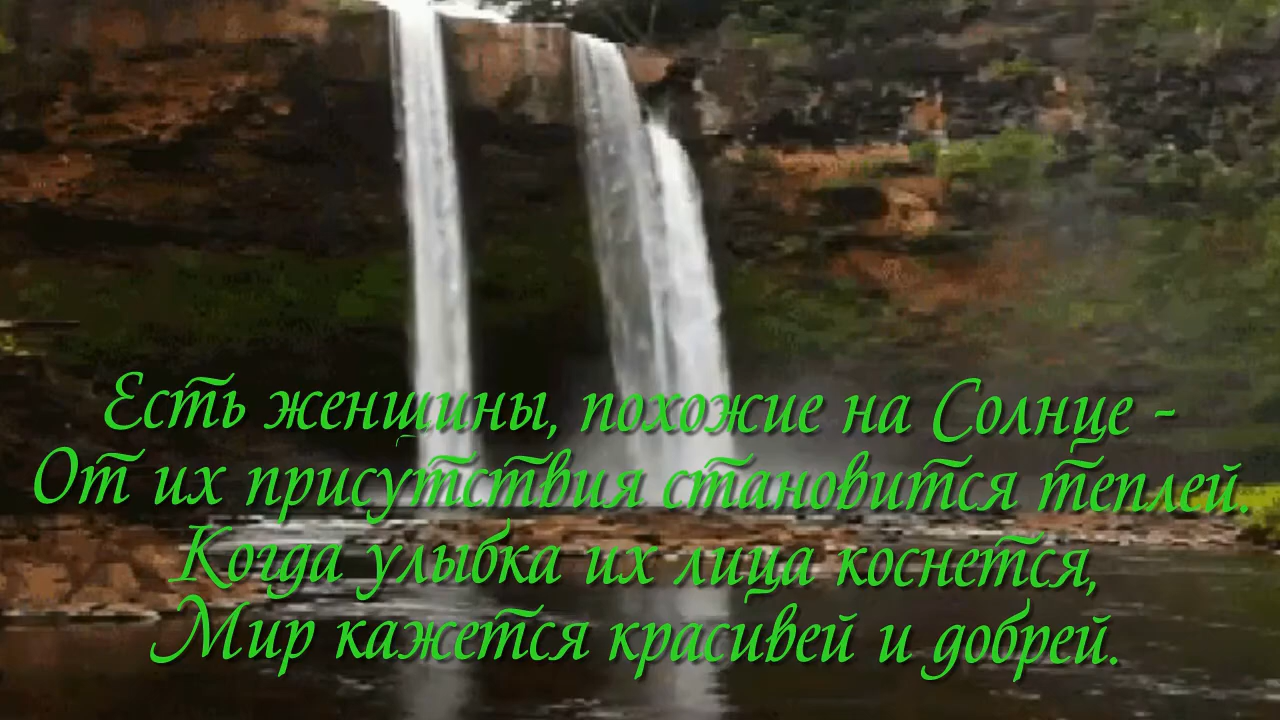 Есть женщины, похожие на Солнце -
От их присутствия становится теплей.
Когда улыбка их лица коснется,
Мир кажется красивей и добрей.